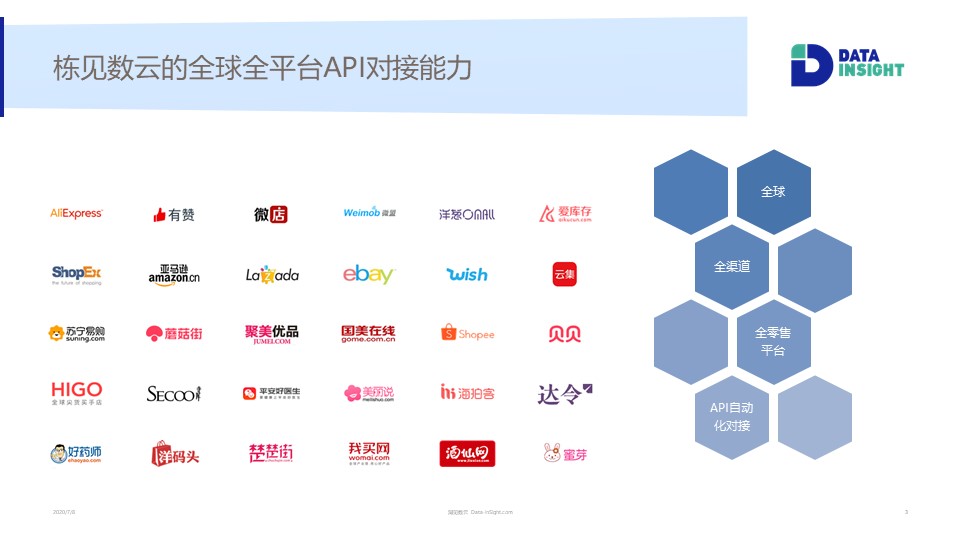 栋见数云的全球全平台API对接能力
DATA
INSIGHT
AliExpress
有赞
微店
Weimob 微盟
洋葱OMALL
爱库存
aikucun.com
ShopEx
the future of shopping
亚马逊
amazon.cn
Lazada
ebay
wish
云集
苏宁易购
suning.com
蘑菇街
聚美优品
JUMEI.COM
国美在线
gome.com.cn
Shopee
贝贝
HIGO
全球尖货买手店
SECOO
平安好医生
美丽说
meilishuo.com
海拍客
达令
好药师
ehaoyao.com
洋码头
楚楚街
我买网
womai.com
酒仙网
蜜芽
全球
全渠道
全零售
平台
API自动
化对接
2020/7/8
3